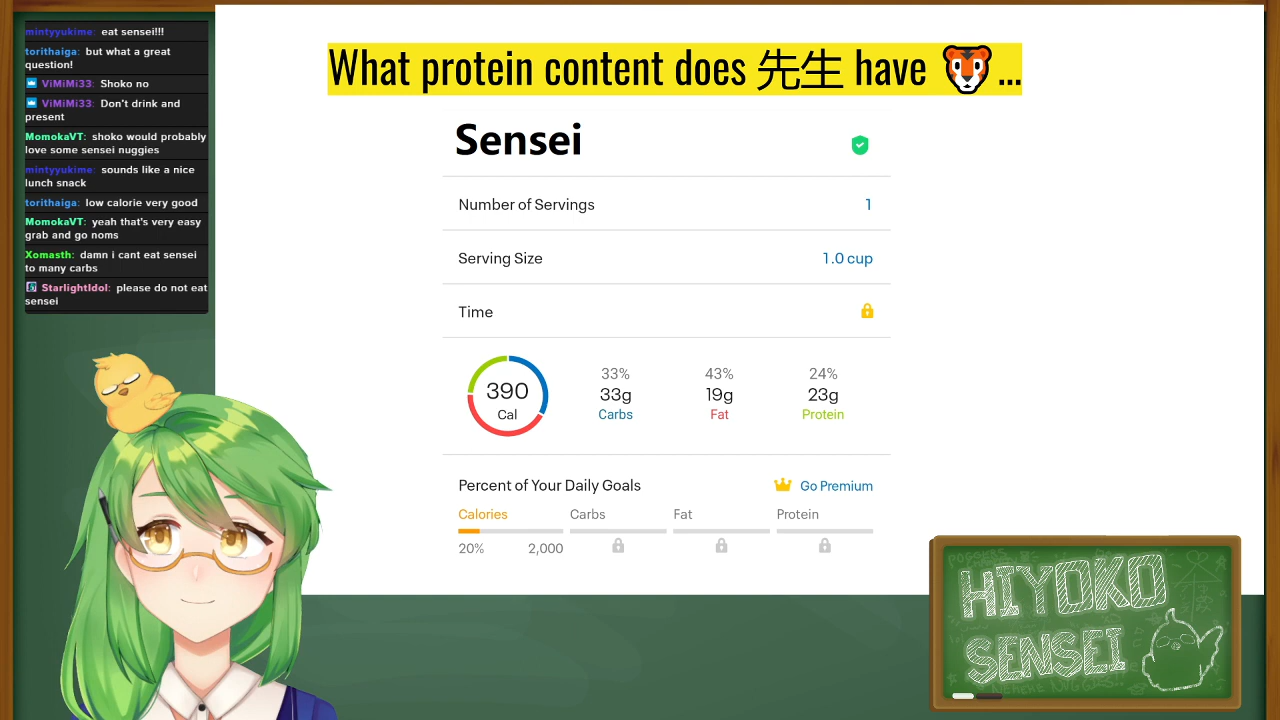 mintyyukime: eat sensei!!!
torithaiga: but what a great
question!
ViMiMi33: Shoko no
ViMiMi33: Don't drink and
present
MomokaVT: shoko would probably
love some sensei nuggies
mintyyukime: sounds like a nice
lunch snack
torithaiga: low calorie very good
MomokaVT: yeah that's very easy
grab and go noms
Xomasth: damn i cant eat sensei
to many carbs
StarlightIdol: please do not eat
sensei
What protein content does 先生 have 🐯 ...
Sensei
Number of Servings 1
Serving Size 1.0 cup
Time
390
Cal
33% 43% 24%
33g 19g 23g
Carbs Fat Protein
Percent of Your Daily Goals Go Premium
Calories Carbs Fat Protein
20% 2,000
HIYOKO
SENSEI